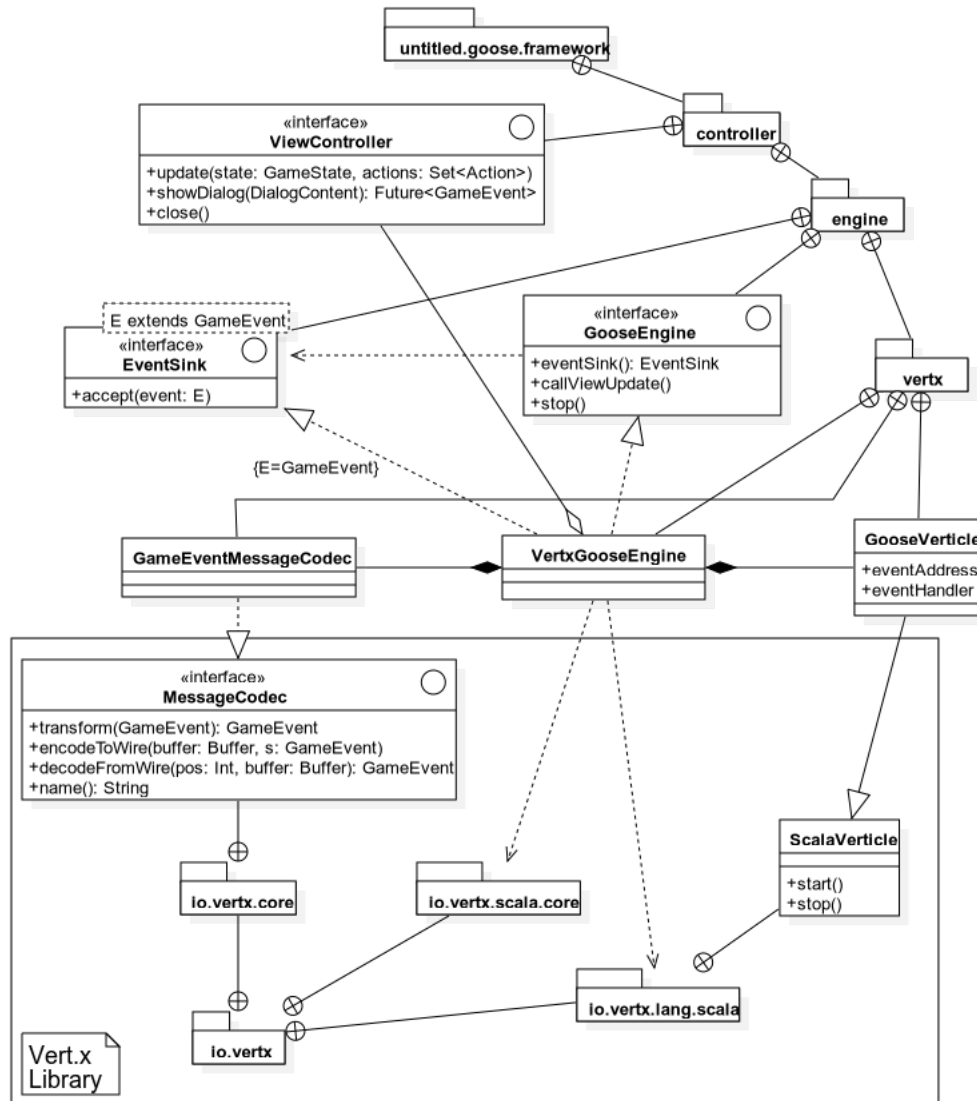 untitled.goose.framework
controller
«interface»
ViewController
+update(state: GameState, actions: Set<Action>)
+showDialog(DialogContent): Future<GameEvent>
+close()
engine
E extends GameEvent
«interface»
EventSink
+accept(event: E)
«interface»
GooseEngine
+eventSink(): EventSink
+callViewUpdate()
+stop()
vertx
{E=GameEvent}
GameEventMessageCodec
VertxGooseEngine
GooseVerticle
+eventAddress
+eventHandler
«interface»
MessageCodec
+transform(GameEvent): GameEvent
+encodeToWire(buffer: Buffer, s: GameEvent)
+decodeFromWire(pos: Int, buffer: Buffer): GameEvent
+name(): String
ScalaVerticle
+start()
+stop()
io.vertx.core
io.vertx.scala.core
io.vertx.lang.scala
io.vertx
Vert.x
Library